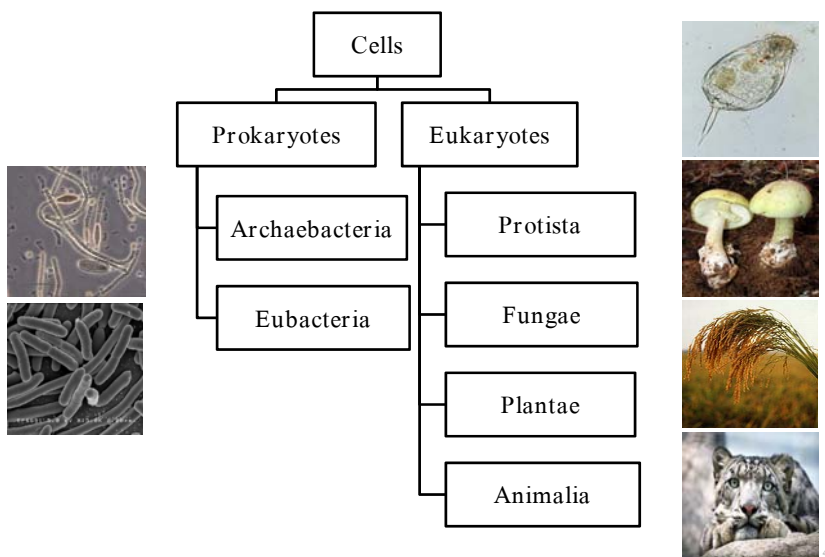 Cells
Prokaryotes
Eukaryotes
Archaebacteria
Eubacteria
Protista
Fungae
Plantae
Animalia